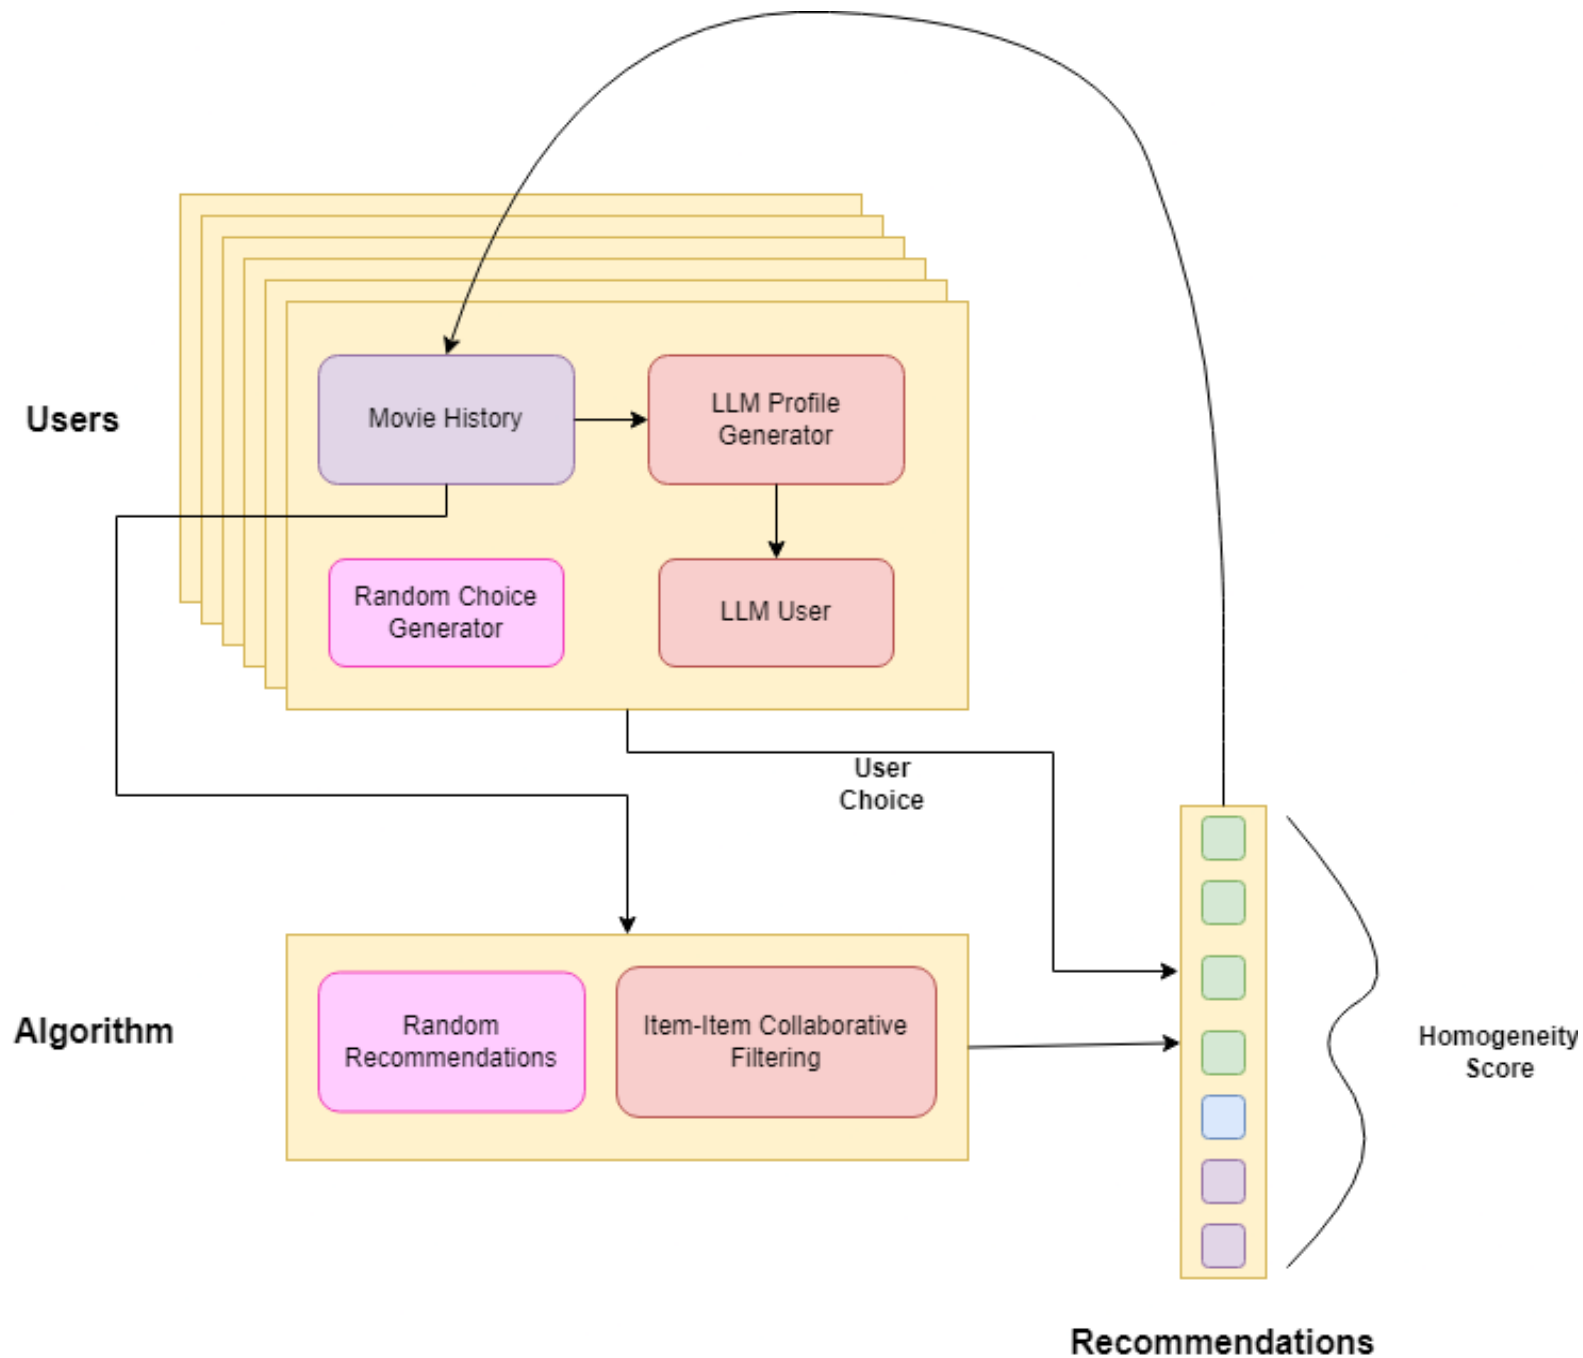 Users
Movie History
LLM Profile
Generator
Random Choice
Generator
LLM User
User
Choice
Algorithm
Random
Recommendations
Item-Item Collaborative
Filtering
Homogeneity
Score
Recommendations